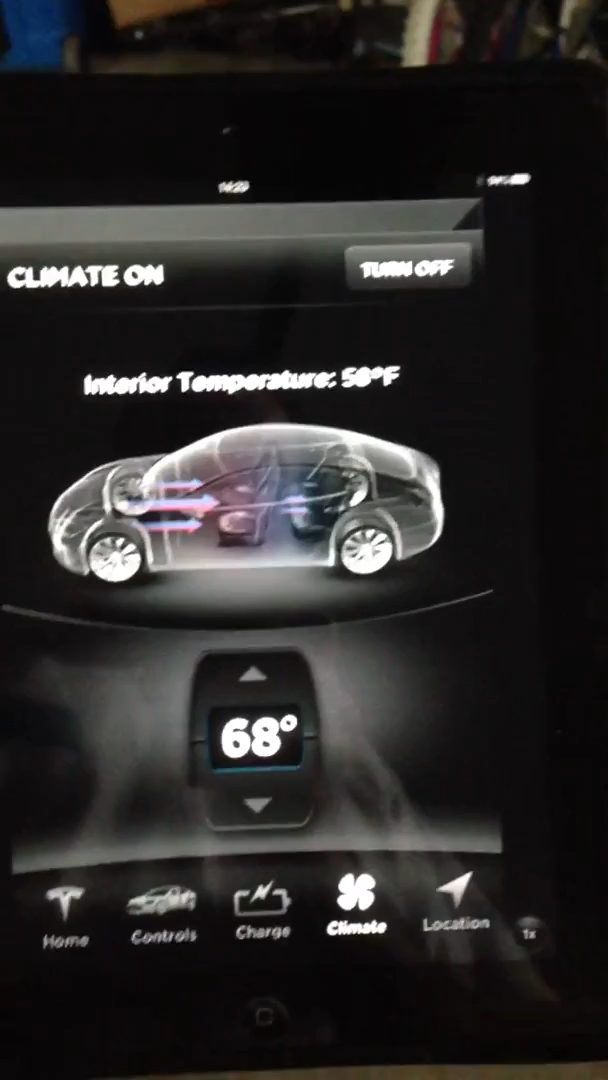 CLIMATE ON
TURN OFF
Interior Temperature: 58°F
68°
Home
Controls
Charge
Climate
Location
1x